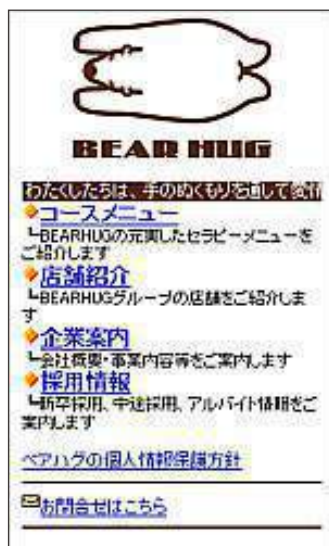 BEAR HUG
わたくしたちは、手のぬくもりを通して愛情
コースメニュー
┗BEARHUGの充実したセラピーメニューを
ご紹介します
店舗紹介
┗BEARHUGグループの店舗をご紹介しま
す
企業案内
┗会社概要・事業内容等をご案内します
採用情報
┗新卒採用、中途採用、アルバイト情報をご
案内します
ベアハグの個人情報保護方針
お問合せはこちら